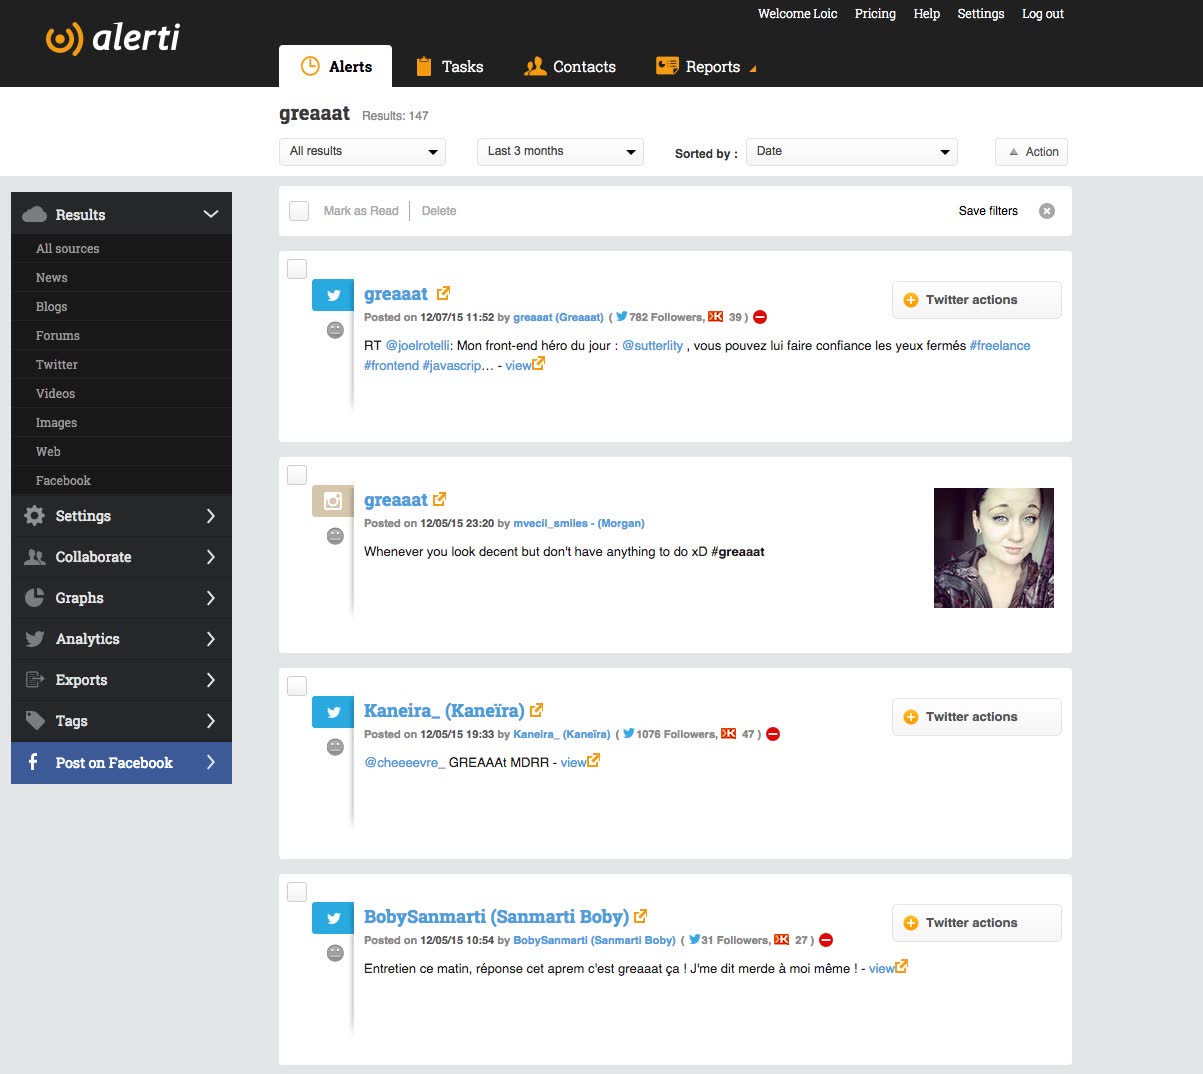 Welcome Loic Pricing Help Settings Log out
alerti
Alerts Tasks Contacts Reports
greaaat Results: 147
All results Last 3 months Sorted by : Date Action
Mark as Read Delete Save filters
Results
All sources
News
Blogs
Forums
Twitter
Videos
Images
Web
Facebook
Settings
Collaborate
Graphs
Analytics
Exports
Tags
Post on Facebook
greaaat
Twitter actions
Posted on 12/07/15 11:52 by greaaat (Greaaat) ( 782 Followers, 39 )
RT @joelrotelli: Mon front-end héro du jour : @sutterlity , vous pouvez lui faire confiance les yeux fermés #freelance
#frontend #javascrip… - view
greaaat
Posted on 12/05/15 23:20 by mvecil_smiles - (Morgan)
Whenever you look decent but don't have anything to do xD #greaaat
Kaneira_ (Kaneïra)
Twitter actions
Posted on 12/05/15 19:33 by Kaneira_ (Kaneïra) ( 1076 Followers, 47 )
@cheeeevre_ GREAAAt MDRR - view
BobySanmarti (Sanmarti Boby)
Twitter actions
Posted on 12/05/15 10:54 by BobySanmarti (Sanmarti Boby) ( 31 Followers, 27 )
Entretien ce matin, réponse cet aprem c'est greaaat ça ! J'me dit merde à moi même ! - view